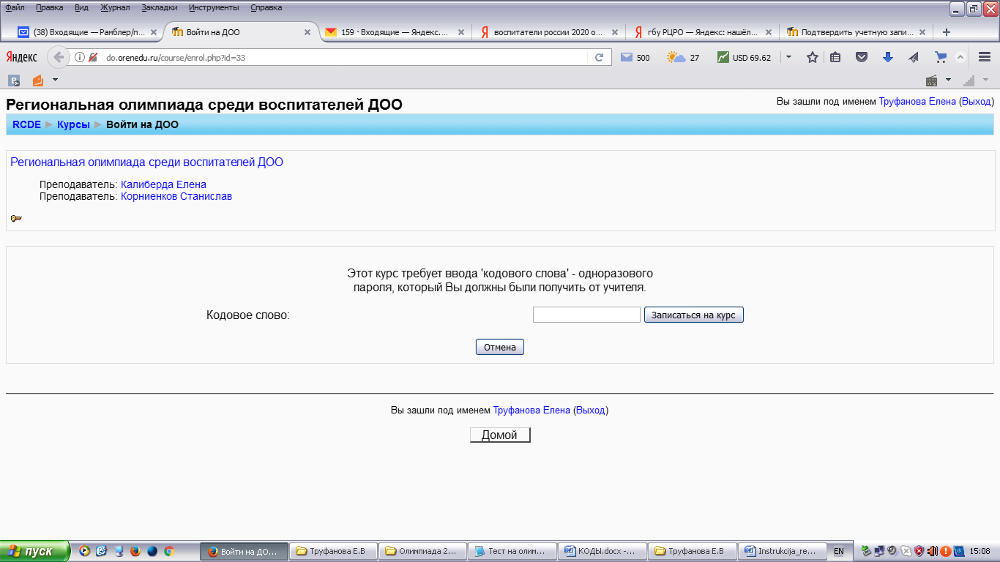 Файл Правка Вид Журнал Закладки Инструменты Справка
(38) Входящие — Рамблер/п... Войти на ДОО 159 · Входящие — Яндекс.... воспитатели россии 2020 о... гбу РЦРО — Яндекс: нашёл... Подтвердить учетную запи...
Яндекс do.orenedu.ru/course/enrol.php?id=33 500 27 USD 69.62
Региональная олимпиада среди воспитателей ДОО
Вы зашли под именем Труфанова Елена (Выход)
RCDE Курсы Войти на ДОО
Региональная олимпиада среди воспитателей ДОО
Преподаватель: Калиберда Елена
Преподаватель: Корниенков Станислав
Этот курс требует ввода 'кодового слова' - одноразового
пароля, который Вы должны были получить от учителя.
Кодовое слово: Записаться на курс
Отмена
Вы зашли под именем Труфанова Елена (Выход)
Домой
пуск Войти на ДО... Труфанова Е.В Олимпиада 2... Тест на олим... КОДЫ.docx -... Труфанова Е.В Instrukcija_re... EN 15:08